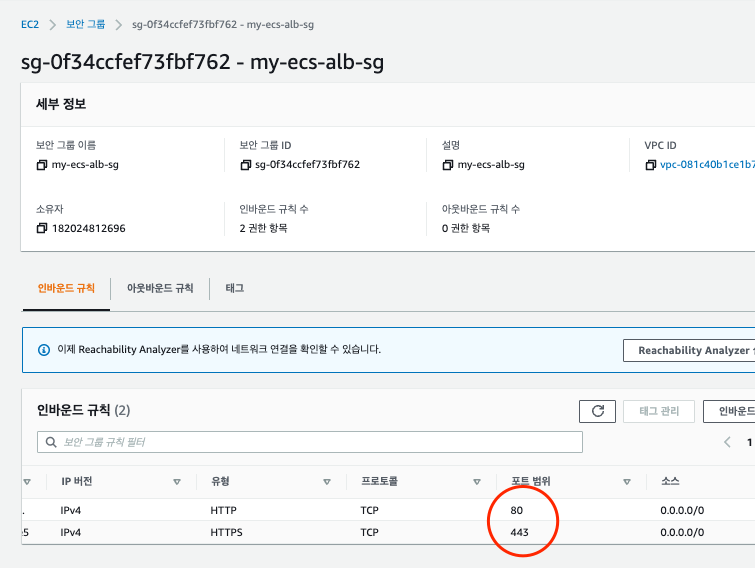 EC2 > 보안 그룹 > sg-0f34ccfef73fbf762 - my-ecs-alb-sg
sg-0f34ccfef73fbf762 - my-ecs-alb-sg
세부 정보
보안 그룹 이름 보안 그룹 ID 설명 VPC ID
my-ecs-alb-sg sg-0f34ccfef73fbf762 my-ecs-alb-sg vpc-081c40b1ce1b7
소유자 인바운드 규칙 수 아웃바운드 규칙 수
182024812696 2 권한 항목 0 권한 항목
인바운드 규칙 아웃바운드 규칙 태그
이제 Reachability Analyzer를 사용하여 네트워크 연결을 확인할 수 있습니다. Reachability Analyzer
인바운드 규칙 (2) 태그 관리 인바운드
보안 그룹 규칙 필터 1
IP 버전 유형 프로토콜 포트 범위 소스
. IPv4 HTTP TCP 80 0.0.0.0/0
5 IPv4 HTTPS TCP 443 0.0.0.0/0